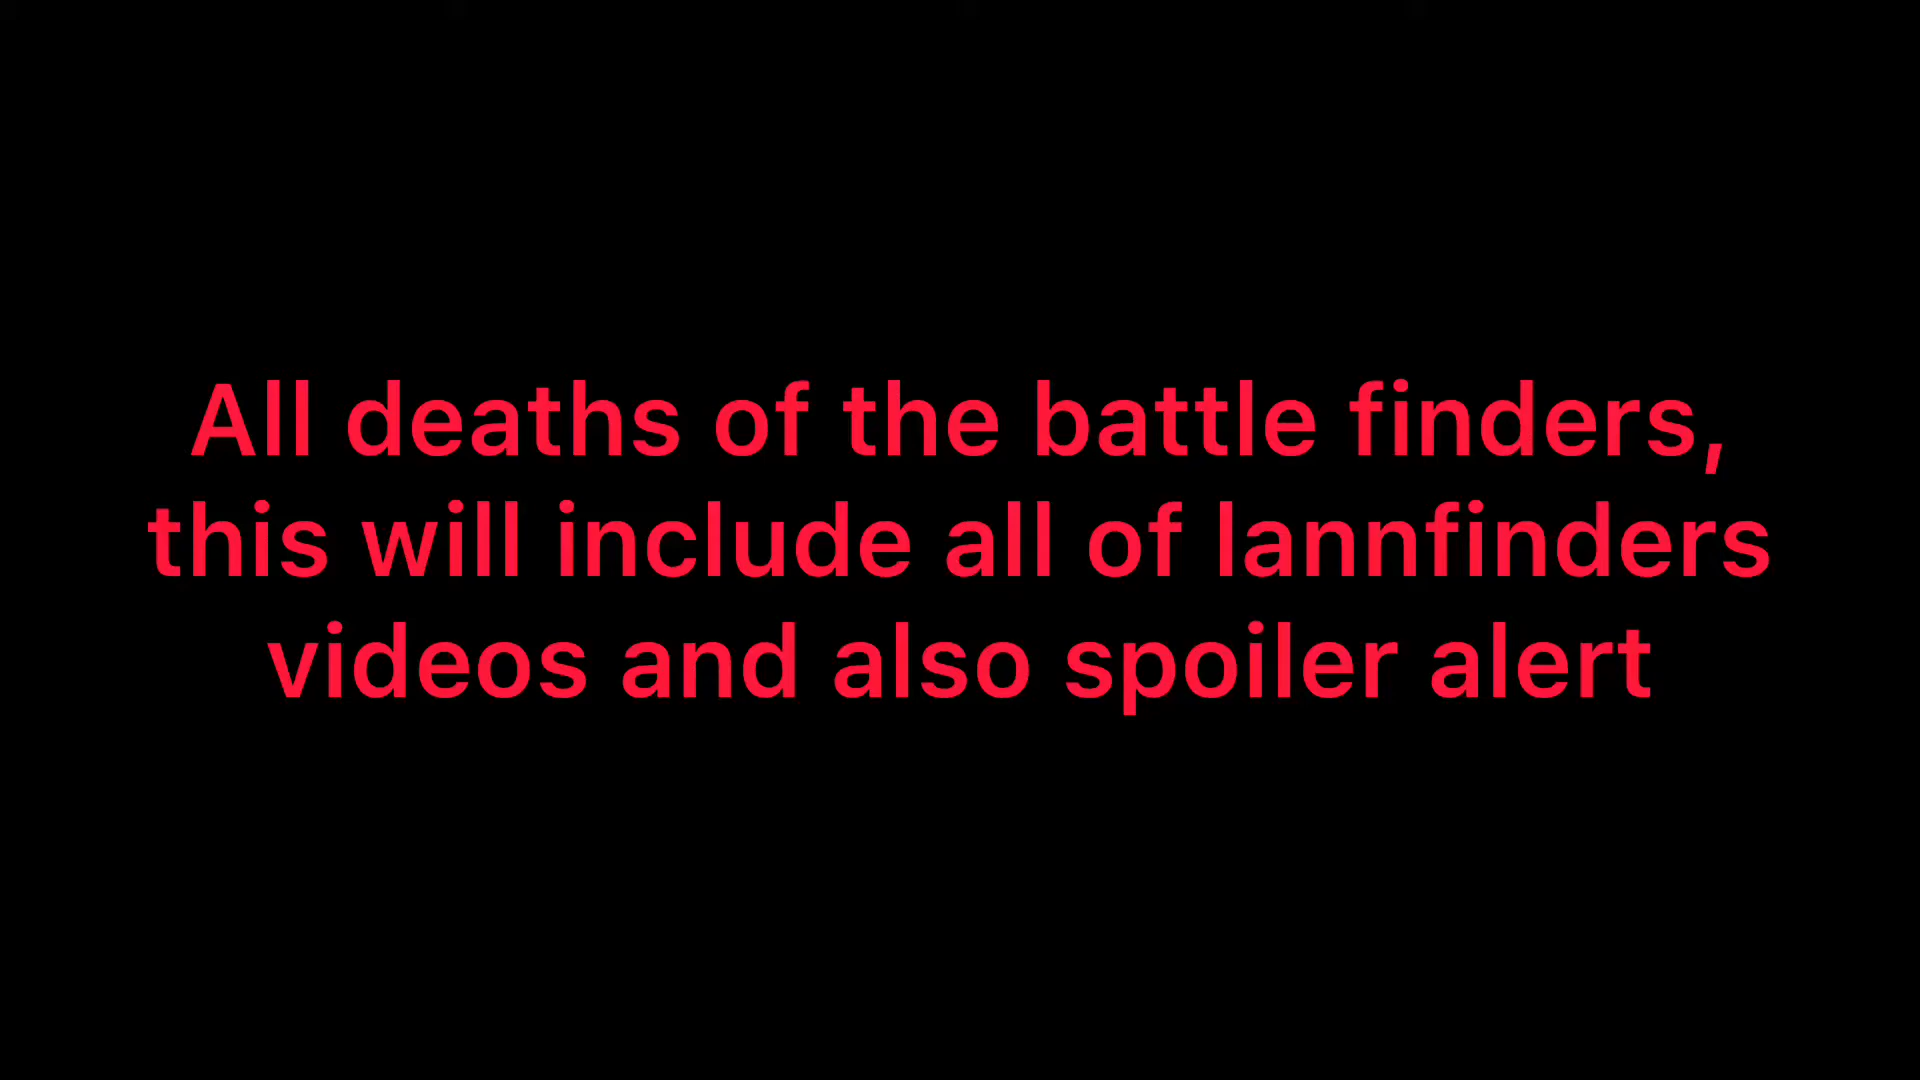 All deaths of the battle finders,
this will include all of lannfinders
videos and also spoiler alert